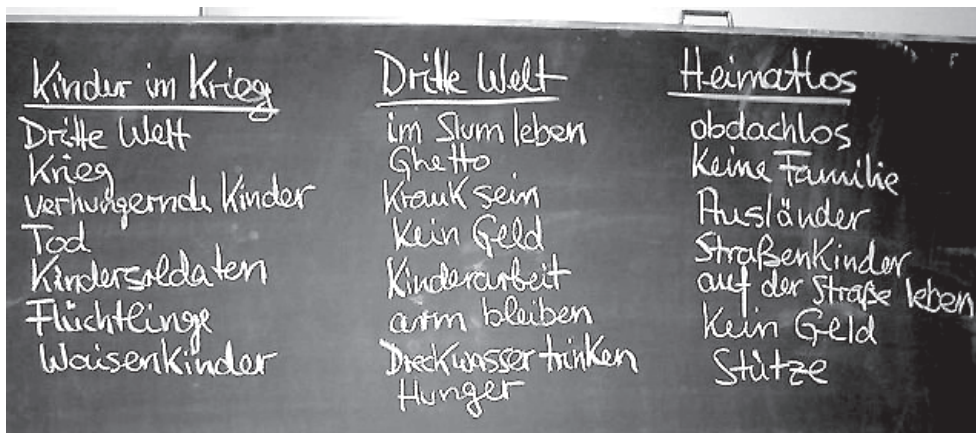 Kinder im Krieg
Dritte Welt
Krieg
verhungernde Kinder
Tod
Kindersoldaten
Flüchtlinge
Waisenkinder
Dritte Welt
im Slum leben
Ghetto
Krank sein
Kein Geld
Kinderarbeit
arm bleiben
Dreckwasser trinken
Hunger
Heimatlos
obdachlos
Keine Familie
Ausländer
Straßenkinder
auf der Straße leben
Kein Geld
Stütze